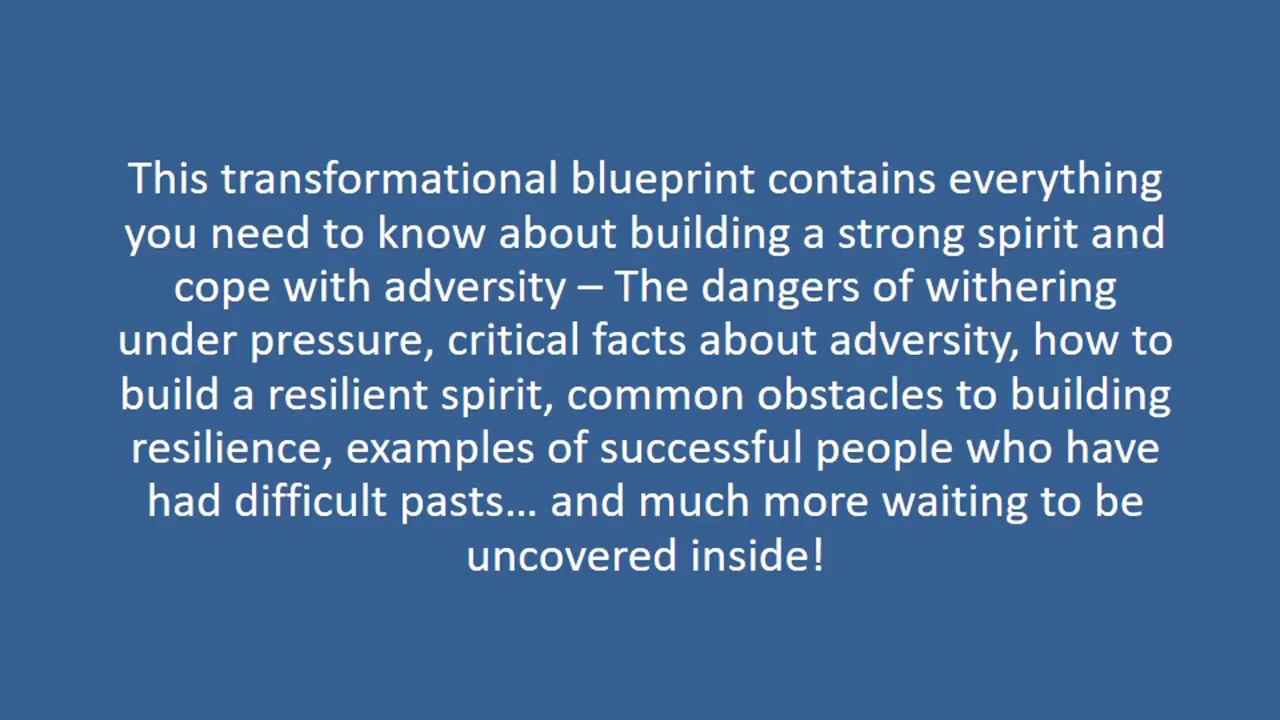 This transformational blueprint contains everything
you need to know about building a strong spirit and
cope with adversity – The dangers of withering
under pressure, critical facts about adversity, how to
build a resilient spirit, common obstacles to building
resilience, examples of successful people who have
had difficult pasts… and much more waiting to be
uncovered inside!